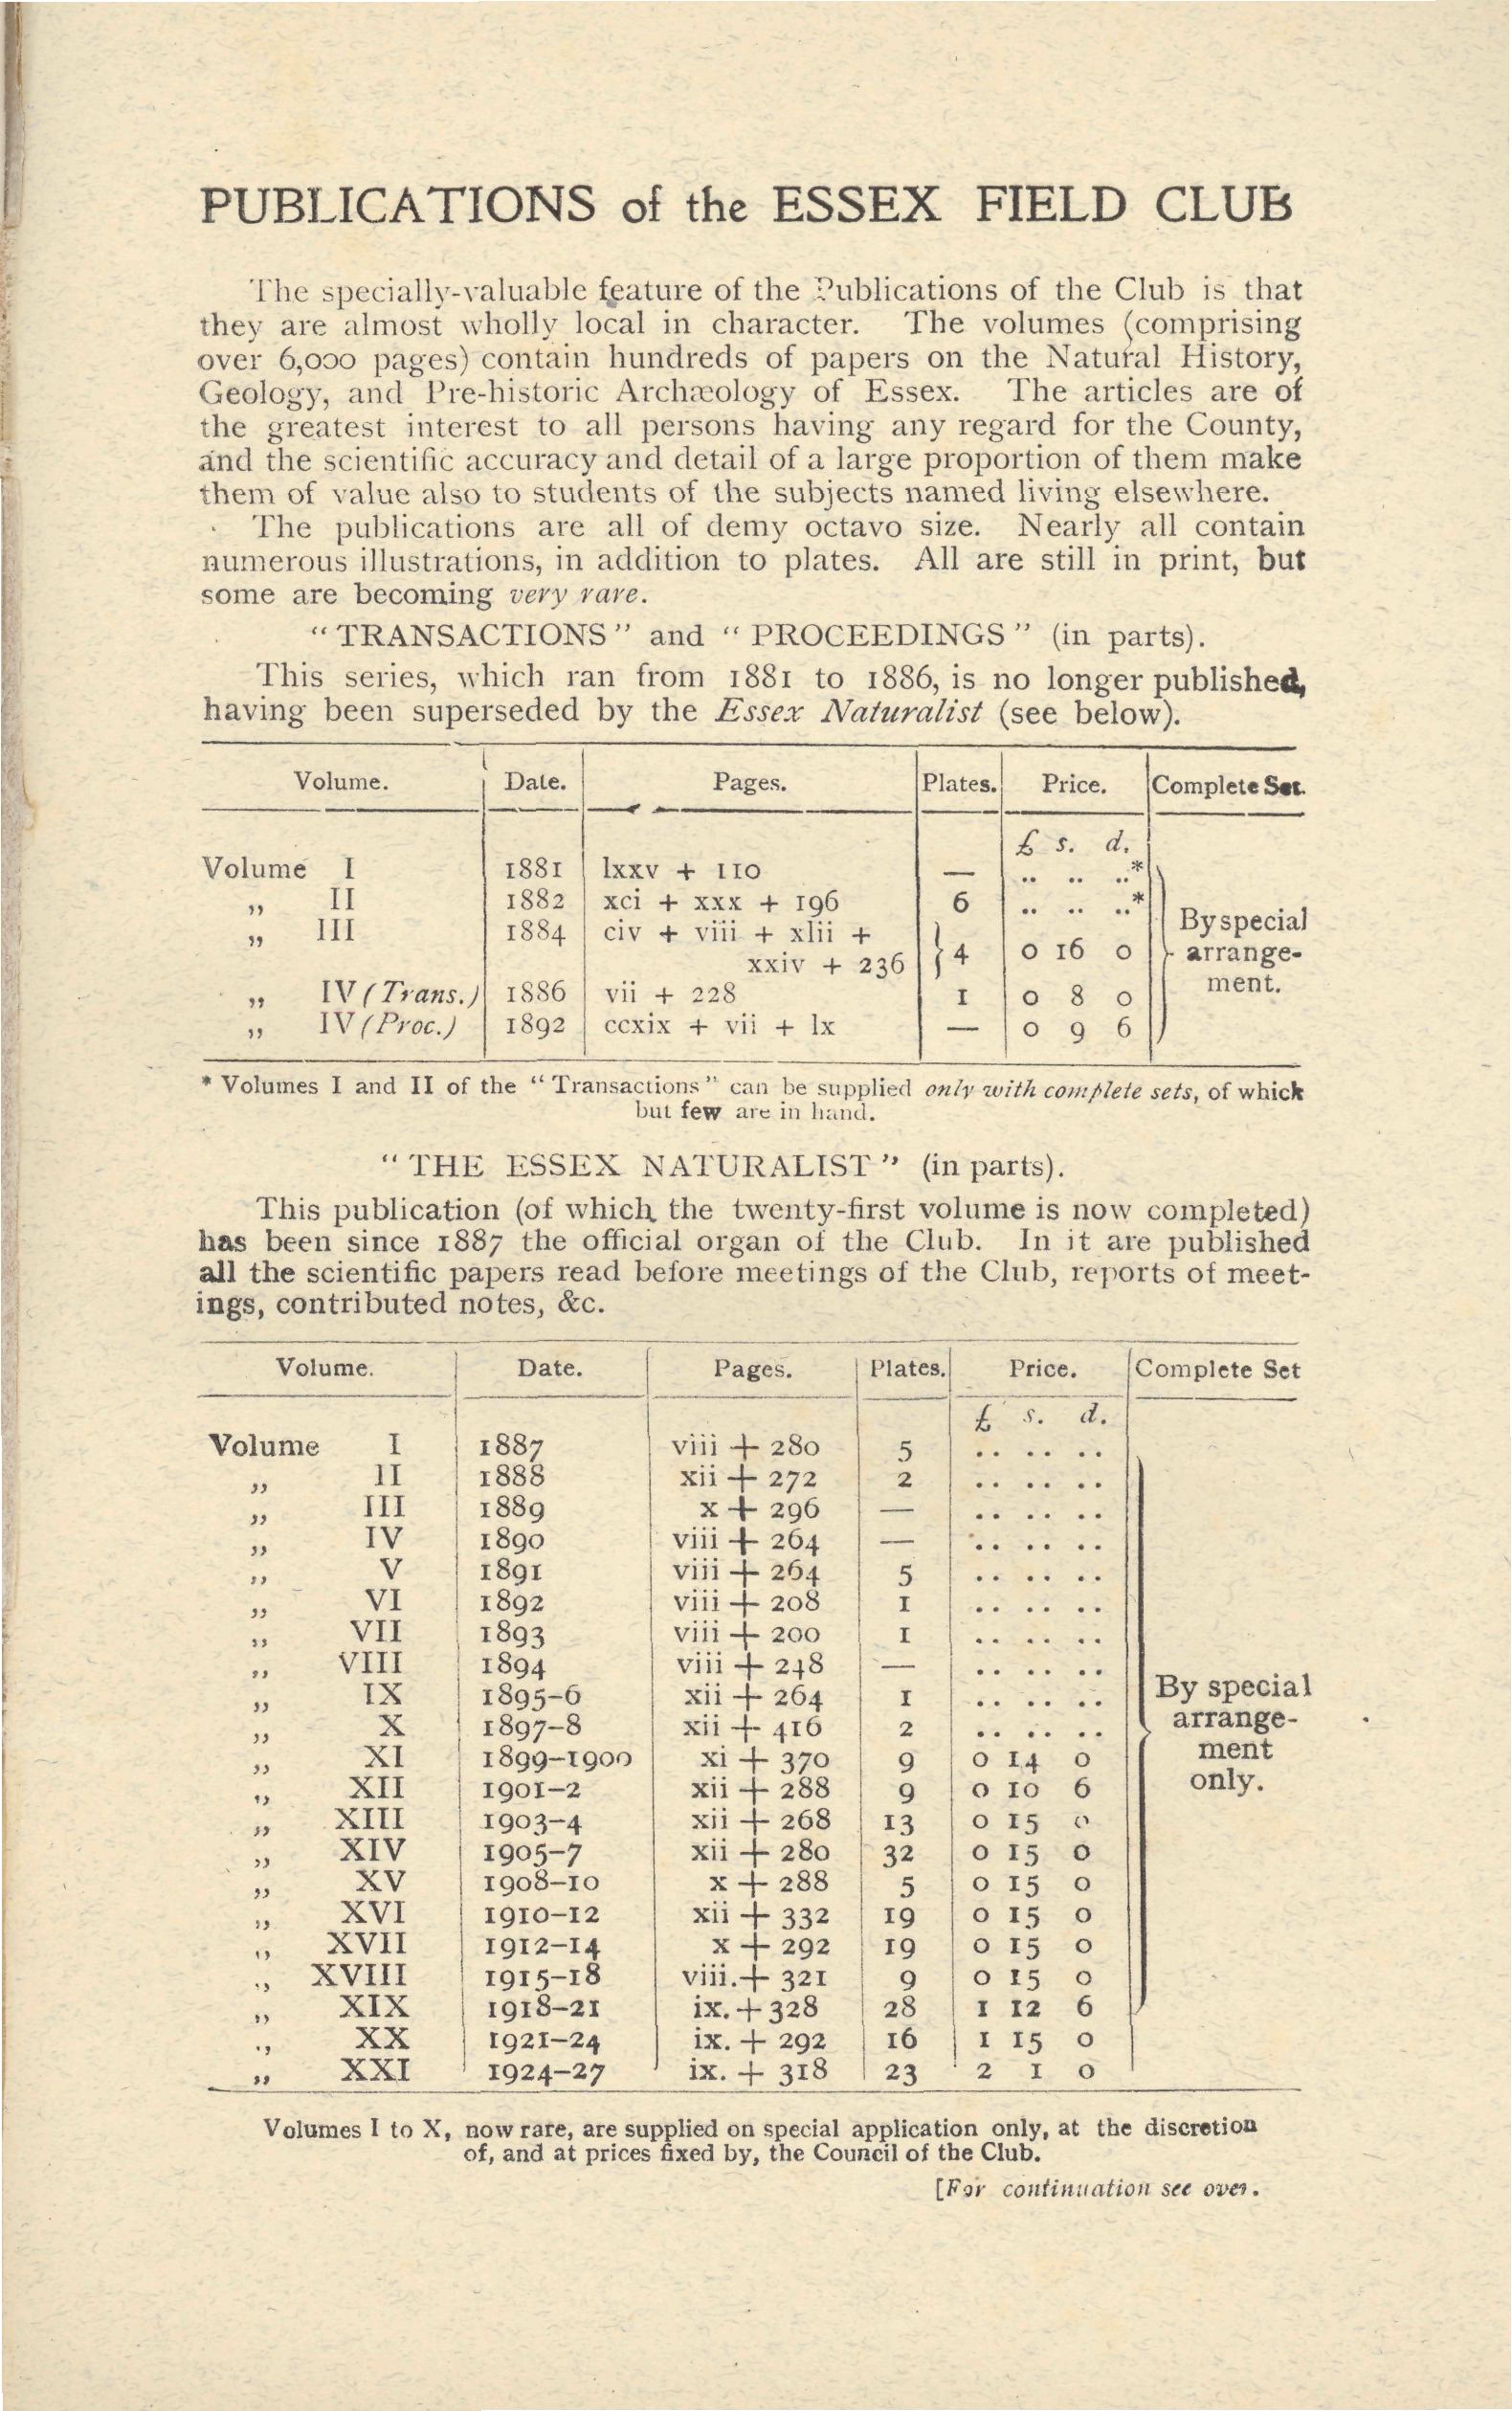 PUBLICATIONS of the ESSEX FIELD CLUB
The specially-valuable feature of the Publications of the Club is that
they are almost wholly local in character. The volumes (comprising
over 6,000 pages) contain hundreds of papers on the Natural History,
Geology, and Pre-historic Archæology of Essex. The articles are of
the greatest interest to all persons having any regard for the County,
and the scientific accuracy and detail of a large proportion of them make
them of value also to students of the subjects named living elsewhere.
The publications are all of demy octavo size. Nearly all contain
numerous illustrations, in addition to plates. All are still in print, but
some are becoming very rare.
"TRANSACTIONS" and "PROCEEDINGS" (in parts).
This series, which ran from 1881 to 1886, is no longer published,
having been superseded by the Essex Naturalist (see below).
Volume. Date. Pages. Plates. Price. Complete Set.
£ s. d.
Volume I 1881 lxxv + 110 — .. .. ..*
,, II 1882 xci + xxx + 196 6 .. .. ..*
,, III 1884 civ + viii + xlii +
xxiv + 236 } 4 0 16 0
,, IV (Trans.) 1886 vii + 228 1 0 8 0
,, IV (Proc.) 1892 ccxix + vii + lx — 0 9 6
By special
arrange-
ment.
* Volumes I and II of the "Transactions" can be supplied only with complete sets, of which
but few are in hand.
"THE ESSEX NATURALIST" (in parts).
This publication (of which the twenty-first volume is now completed)
has been since 1887 the official organ of the Club. In it are published
all the scientific papers read before meetings of the Club, reports of meet-
ings, contributed notes, &c.
Volume. Date. Pages. Plates. Price. Complete Set
£ s. d.
Volume I 1887 viii + 280 5 .. .. ..
,, II 1888 xii + 272 2 .. .. ..
,, III 1889 x + 296 — .. .. ..
,, IV 1890 viii + 264 — .. .. ..
,, V 1891 viii + 264 5 .. .. ..
,, VI 1892 viii + 208 1 .. .. ..
,, VII 1893 viii + 200 1 .. .. ..
,, VIII 1894 viii + 248 — .. .. ..
,, IX 1895-6 xii + 264 1 .. .. ..
,, X 1897-8 xii + 416 2 .. .. ..
,, XI 1899-1900 xi + 370 9 0 14 0
,, XII 1901-2 xii + 288 9 0 10 6
,, XIII 1903-4 xii + 268 13 0 15 0
,, XIV 1905-7 xii + 280 32 0 15 0
,, XV 1908-10 x + 288 5 0 15 0
,, XVI 1910-12 xii + 332 19 0 15 0
,, XVII 1912-14 x + 292 19 0 15 0
,, XVIII 1915-18 viii. + 321 9 0 15 0
,, XIX 1918-21 ix. + 328 28 1 12 6
,, XX 1921-24 ix. + 292 16 1 15 0
,, XXI 1924-27 ix. + 318 23 2 1 0
By special
arrange-
ment
only.
Volumes I to X, now rare, are supplied on special application only, at the discretion
of, and at prices fixed by, the Council of the Club.
[For continuation see over.